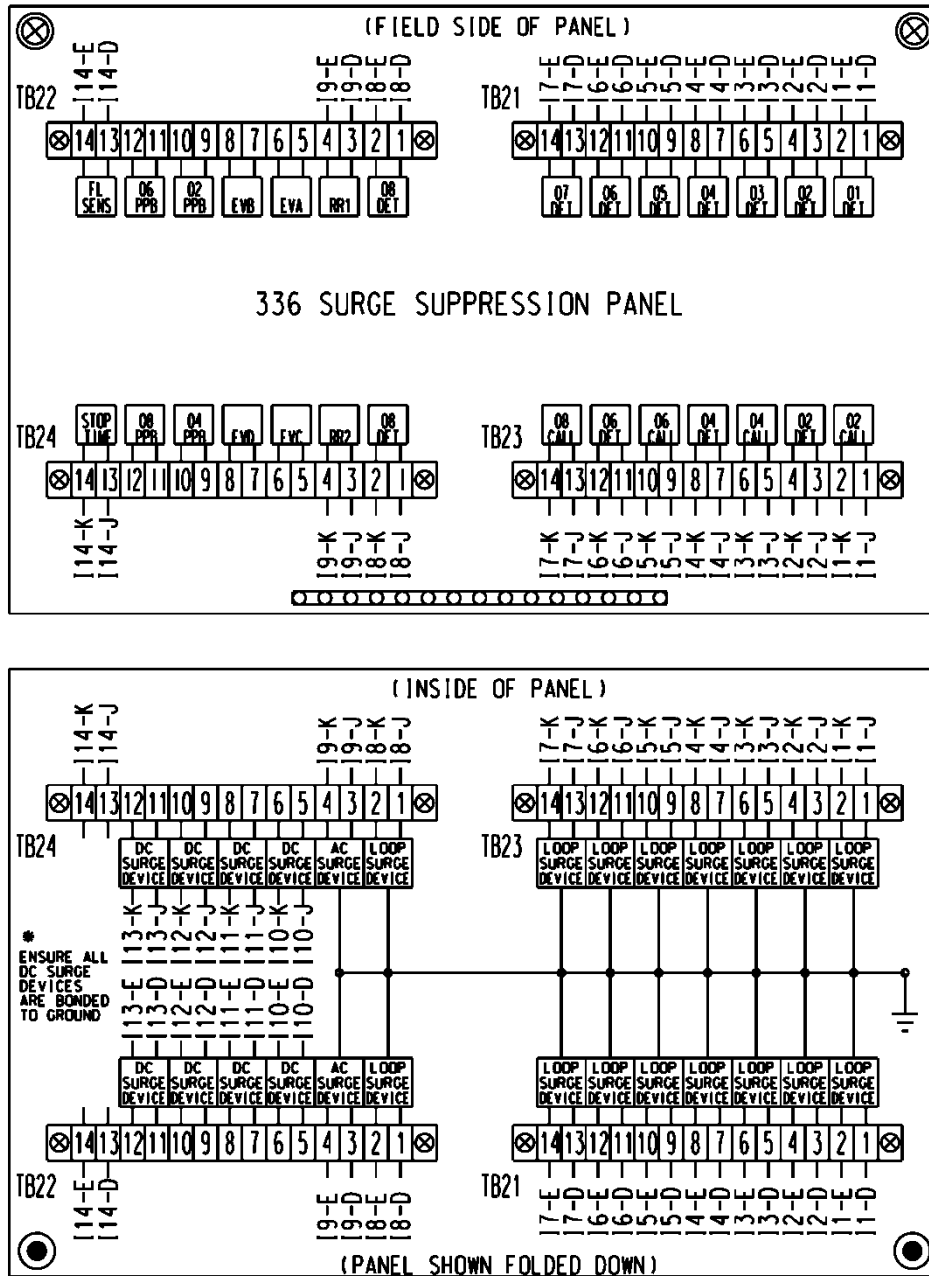 (FIELD SIDE OF PANEL)
I14-E I14-D I9-E I9-D I8-E I8-D
I7-E I7-D I6-E I6-D I5-E I5-D I4-E I4-D I3-E I3-D I2-E I2-D I1-E I1-D
TB22 TB21
14 13 12 11 10 9 8 7 6 5 4 3 2 1
14 13 12 11 10 9 8 7 6 5 4 3 2 1
FL SENS
06 PPB
02 PPB
EVB
EVA
RR1
08 DET
07 DET
06 DET
05 DET
04 DET
03 DET
02 DET
01 DET
336 SURGE SUPPRESSION PANEL
TB24
STOP TIME
08 PPB
04 PPB
EVD
EVC
RR2
08 DET
TB23
08 CALL
06 DET
06 CALL
04 DET
04 CALL
02 DET
02 CALL
14 13 12 11 10 9 8 7 6 5 4 3 2 1
14 13 12 11 10 9 8 7 6 5 4 3 2 1
I14-K I14-J I9-K I9-J I8-K I8-J
I7-K I7-J I6-K I6-J I5-K I5-J I4-K I4-J I3-K I3-J I2-K I2-J I1-K I1-J
(INSIDE OF PANEL)
I14-K I14-J I9-K I9-J I8-K I8-J
I7-K I7-J I6-K I6-J I5-K I5-J I4-K I4-J I3-K I3-J I2-K I2-J I1-K I1-J
14 13 12 11 10 9 8 7 6 5 4 3 2 1
14 13 12 11 10 9 8 7 6 5 4 3 2 1
TB24 TB23
DC DC DC DC AC LOOP
SURGE SURGE SURGE SURGE SURGE SURGE
DEVICE DEVICE DEVICE DEVICE DEVICE DEVICE
LOOP LOOP LOOP LOOP LOOP LOOP LOOP
SURGE SURGE SURGE SURGE SURGE SURGE SURGE
DEVICE DEVICE DEVICE DEVICE DEVICE DEVICE DEVICE
I13-K I13-J I12-K I12-J I11-K I11-J I10-K I10-J
*
ENSURE ALL
DC SURGE
DEVICES
ARE BONDED
TO GROUND
I13-E I13-D I12-E I12-D I11-E I11-D I10-E I10-D
DC DC DC DC AC LOOP
SURGE SURGE SURGE SURGE SURGE SURGE
DEVICE DEVICE DEVICE DEVICE DEVICE DEVICE
LOOP LOOP LOOP LOOP LOOP LOOP LOOP
SURGE SURGE SURGE SURGE SURGE SURGE SURGE
DEVICE DEVICE DEVICE DEVICE DEVICE DEVICE DEVICE
14 13 12 11 10 9 8 7 6 5 4 3 2 1
14 13 12 11 10 9 8 7 6 5 4 3 2 1
TB22 TB21
I14-E I14-D I9-E I9-D I8-E I8-D
I7-E I7-D I6-E I6-D I5-E I5-D I4-E I4-D I3-E I3-D I2-E I2-D I1-E I1-D
(PANEL SHOWN FOLDED DOWN)